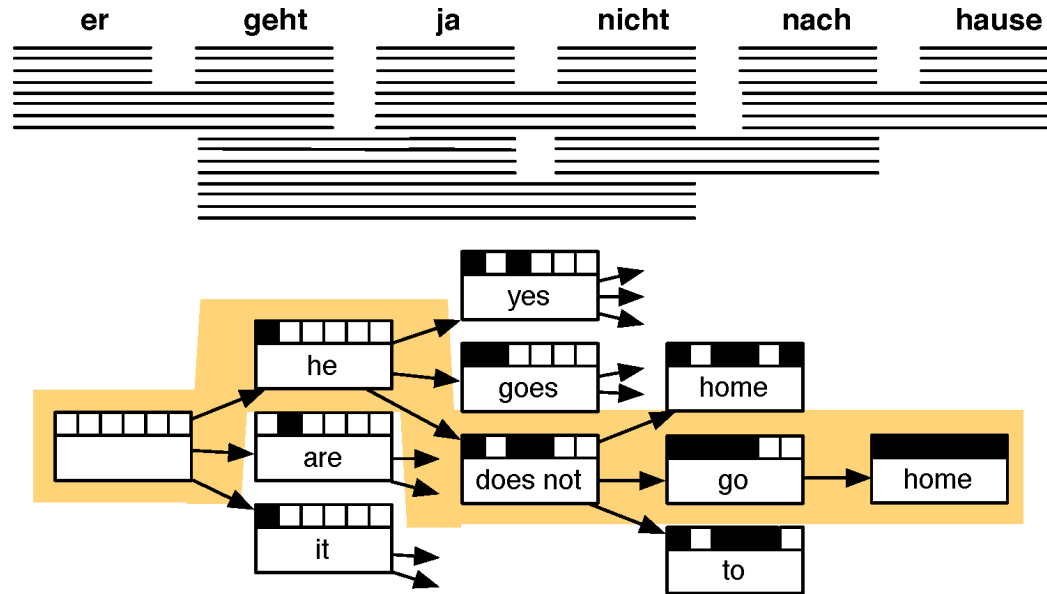 er geht ja nicht nach hause
yes
he
goes
home
are
does not
go
home
it
to